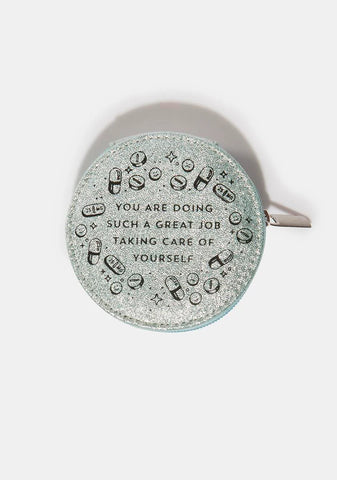 YOU ARE DOING
SUCH A GREAT JOB
TAKING CARE OF
YOURSELF